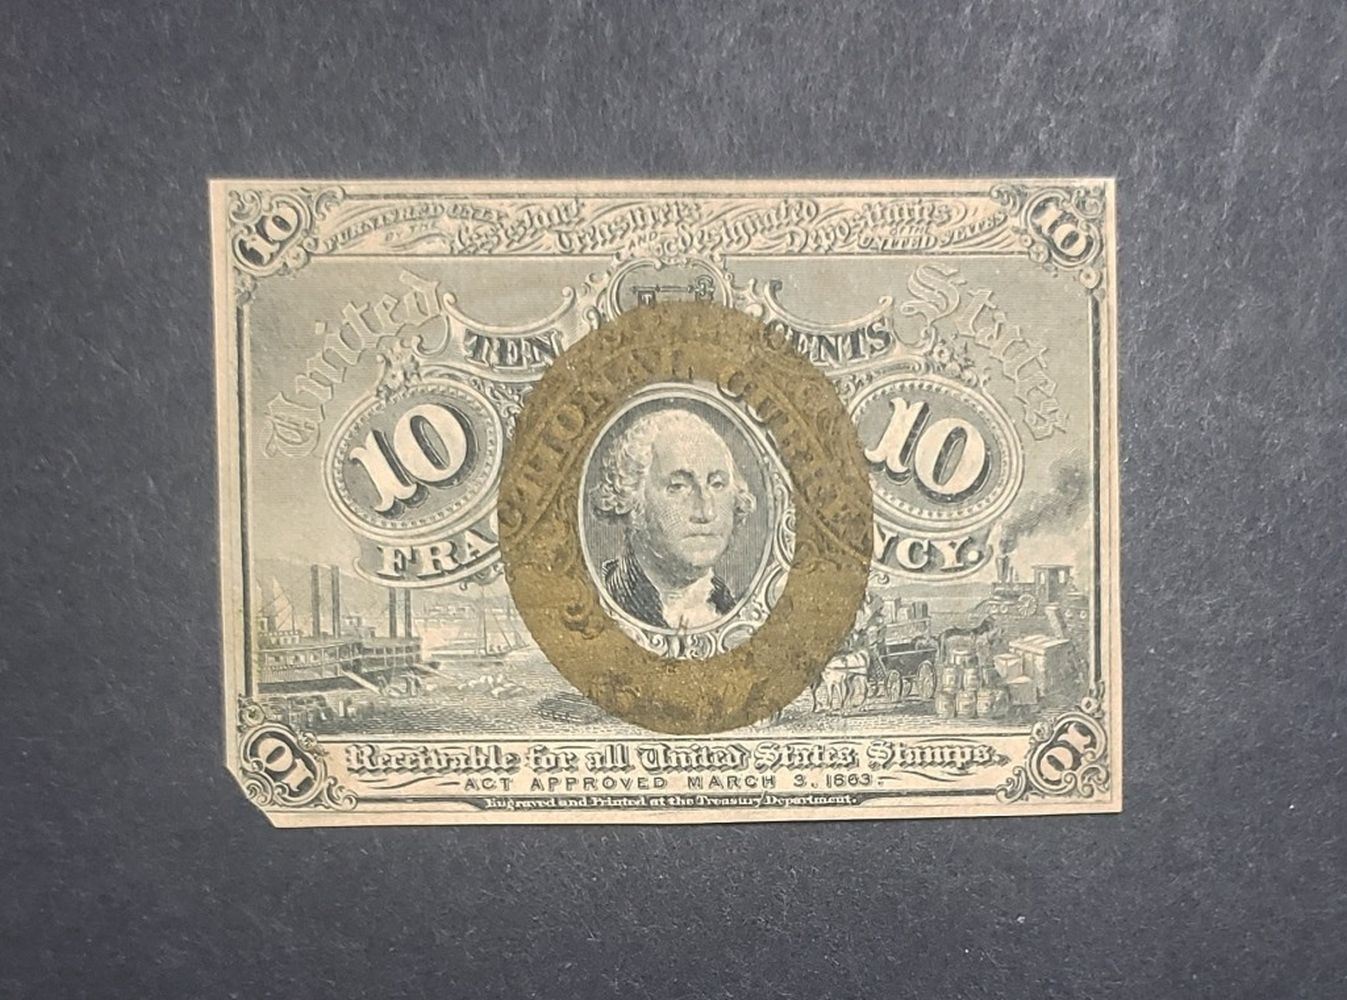 10 FURNISHED ONLY BY THE Assistant Treasurers AND designated Depositaries OF THE UNITED STATES 10
United States
TEN CENTS
10 10
FRACTIONAL CURRENCY.
Receivable for all United States Stamps.
ACT APPROVED MARCH 3, 1863.
10 Engraved and Printed at the Treasury Department. 10